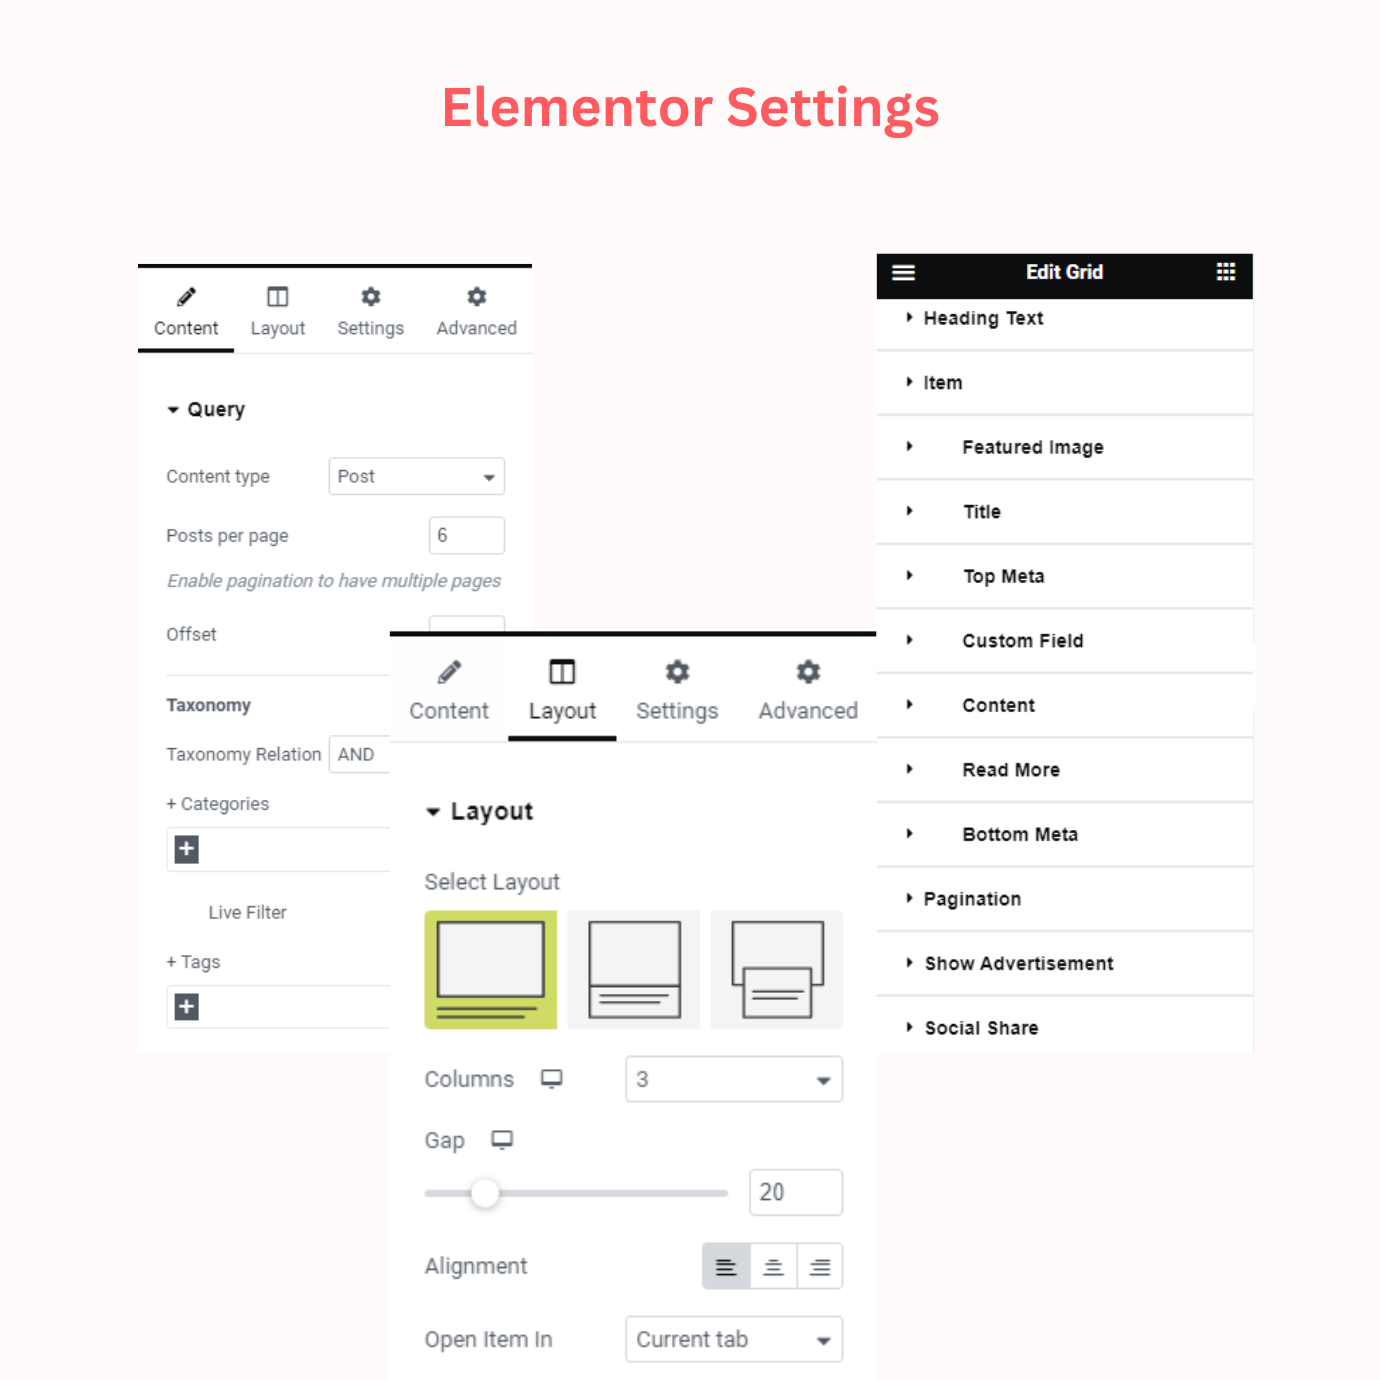 Elementor Settings
Content Layout Settings Advanced
Query
Content type Post
Posts per page 6
Enable pagination to have multiple pages
Offset
Taxonomy
Taxonomy Relation AND
+ Categories
+
Live Filter
+ Tags
+
Content Layout Settings Advanced
Layout
Select Layout
Columns 3
Gap
20
Alignment
Open Item In Current tab
Edit Grid
Heading Text
Item
Featured Image
Title
Top Meta
Custom Field
Content
Read More
Bottom Meta
Pagination
Show Advertisement
Social Share